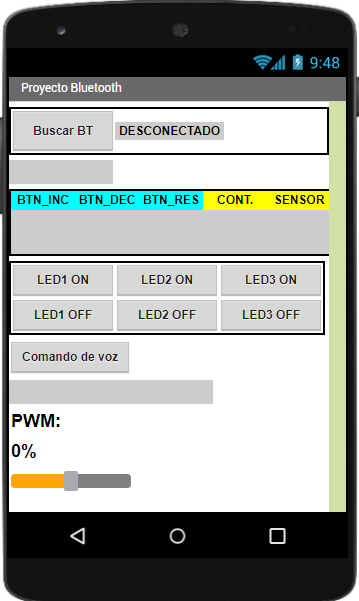 9:48
Proyecto Bluetooth
Buscar BT DESCONECTADO
BTN_INC BTN_DEC BTN_RES CONT. SENSOR
LED1 ON LED2 ON LED3 ON
LED1 OFF LED2 OFF LED3 OFF
Comando de voz
PWM:
0%